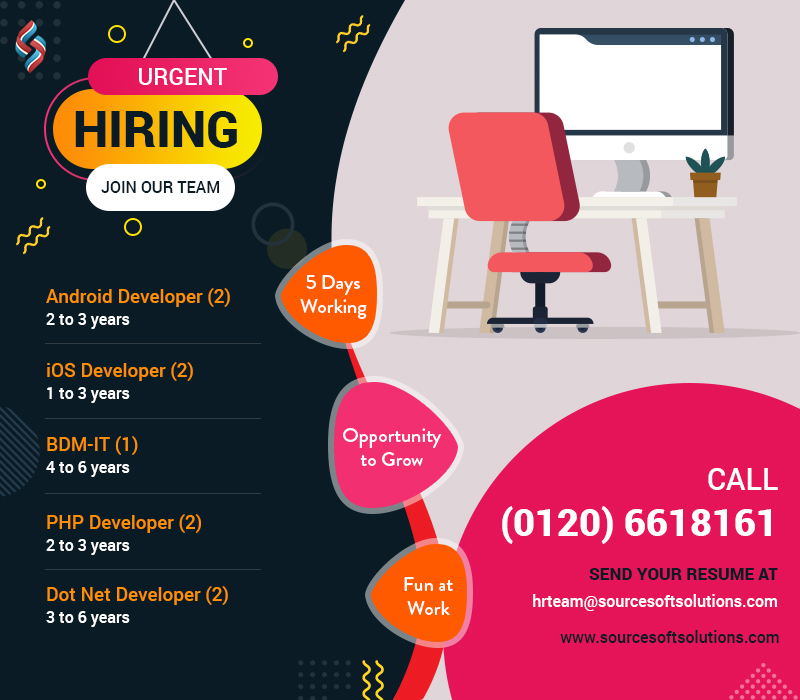 URGENT
HIRING
JOIN OUR TEAM
Android Developer (2)
2 to 3 years
iOS Developer (2)
1 to 3 years
BDM-IT (1)
4 to 6 years
PHP Developer (2)
2 to 3 years
Dot Net Developer (2)
3 to 6 years
5 Days
Working
Opportunity
to Grow
Fun at
Work
CALL
(0120) 6618161
SEND YOUR RESUME AT
hrteam@sourcesoftsolutions.com
www.sourcesoftsolutions.com